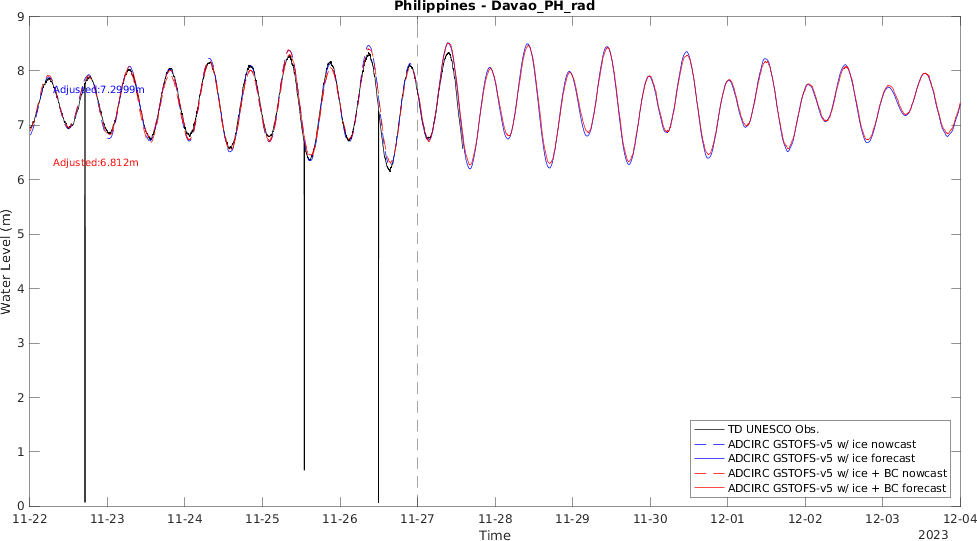 Philippines - Davao_PH_rad
9
8
7
6
5
4
3
2
1
0
Water Level (m)
Adjusted:7.2999m
Adjusted:6.812m
TD UNESCO Obs.
ADCIRC GSTOFS-v5 w/ ice nowcast
ADCIRC GSTOFS-v5 w/ ice forecast
ADCIRC GSTOFS-v5 w/ ice + BC nowcast
ADCIRC GSTOFS-v5 w/ ice + BC forecast
11-22 11-23 11-24 11-25 11-26 11-27 11-28 11-29 11-30 12-01 12-02 12-03 12-04
Time
2023